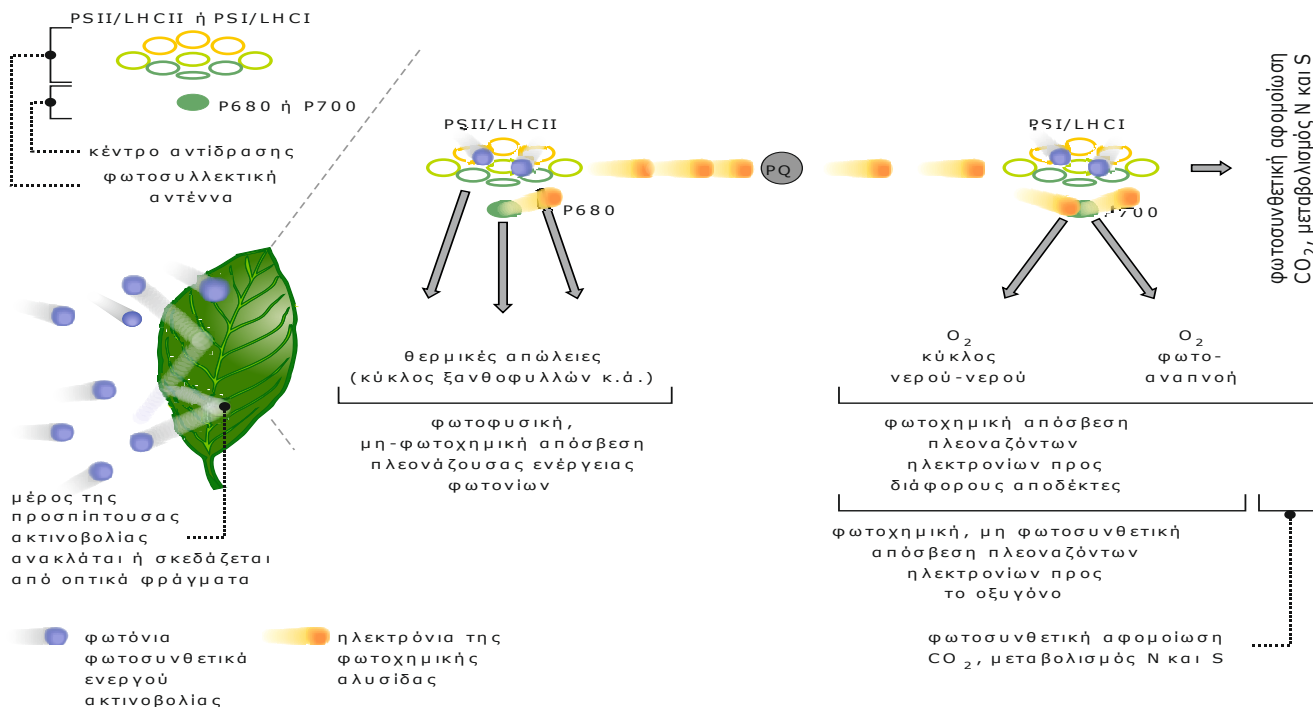 PSII/LHCII ή PSI/LHCI
P680 ή P700
κέντρο αντίδρασης
φωτοσυλλεκτική
αντέννα
PSII/LHCII
P680
PQ
PSI/LHCI
P700
φωτοσυνθετική αφομοίωση
CO2, μεταβολισμός N και S
θερμικές απώλειες
(κύκλος ξανθοφυλλών κ.ά.)
φωτοφυσική,
μη-φωτοχημική απόσβεση
πλεονάζουσας ενέργειας
φωτονίων
O2
κύκλος
νερού-νερού
O2
φωτο-
αναπνοή
φωτοχημική απόσβεση
πλεοναζόντων
ηλεκτρονίων προς
διάφορους αποδέκτες
φωτοχημική, μη φωτοσυνθετική
απόσβεση πλεοναζόντων
ηλεκτρονίων προς
το οξυγόνο
φωτοσυνθετική αφομοίωση
CO2, μεταβολισμός N και S
μέρος της
προσπίπτουσας
ακτινοβολίας
ανακλάται ή σκεδάζεται
από οπτικά φράγματα
φωτόνια
φωτοσυνθετικά
ενεργού
ακτινοβολίας
ηλεκτρόνια της
φωτοχημικής
αλυσίδας